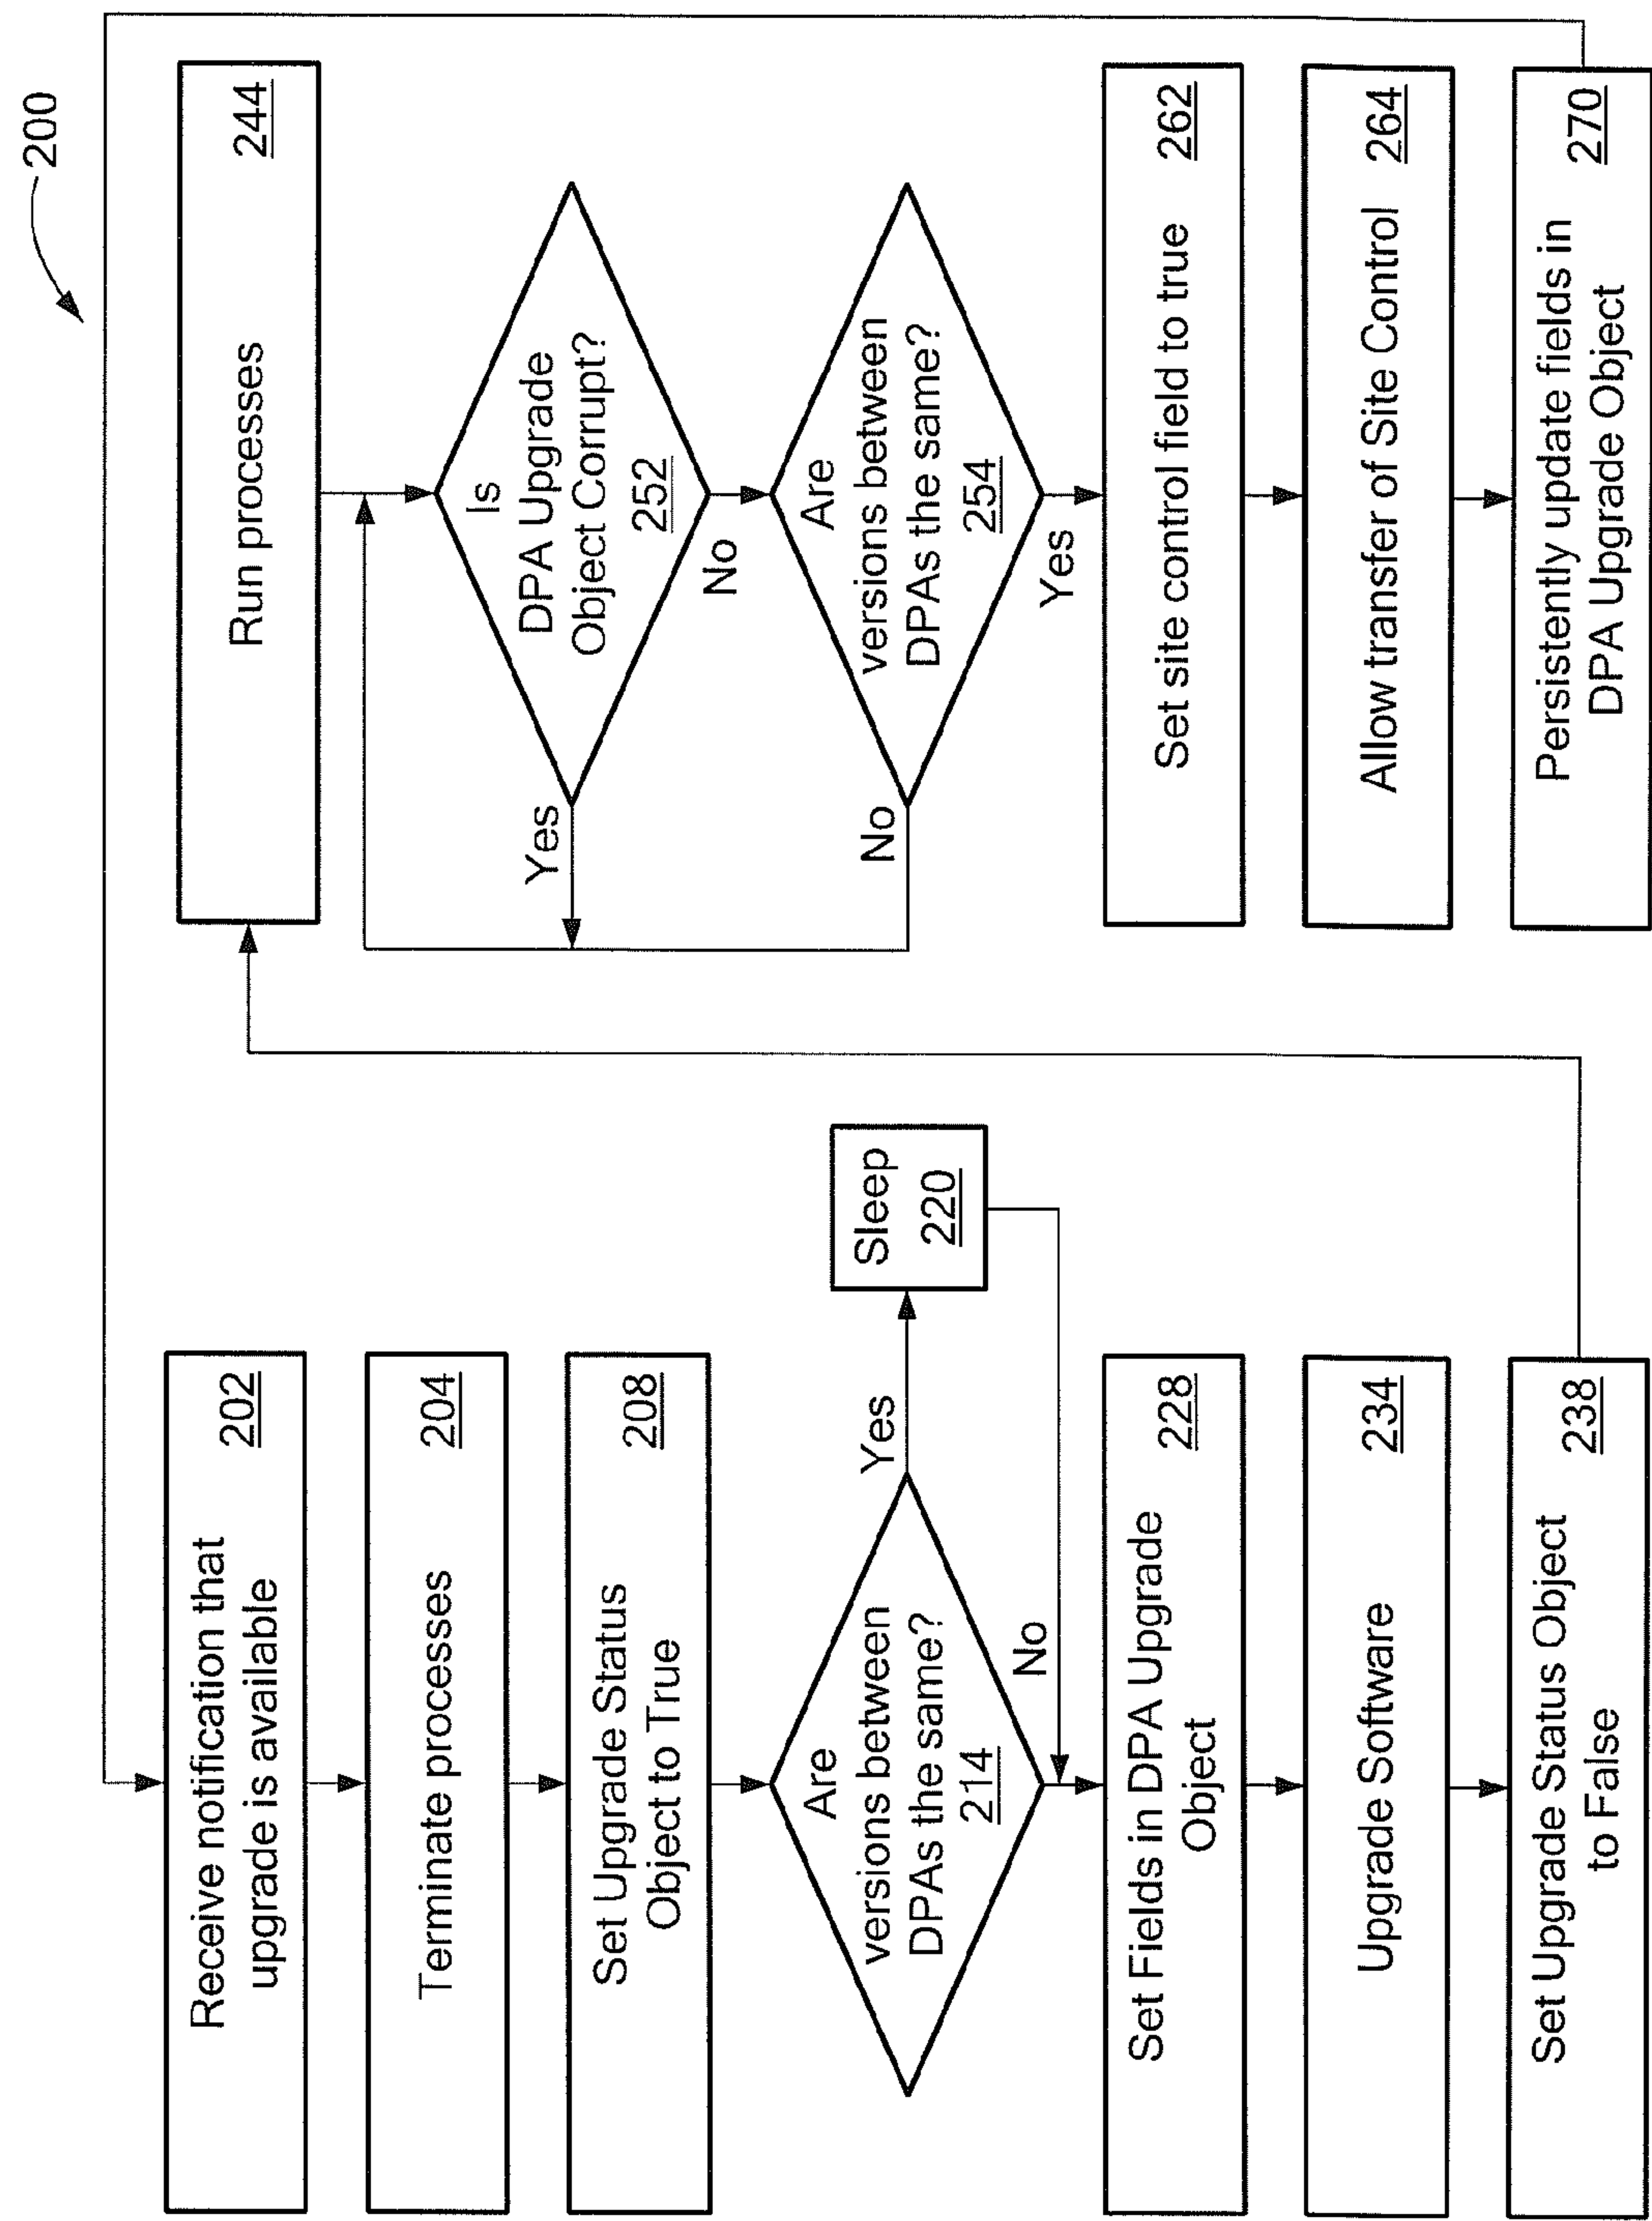 200
Receive notification that
upgrade is available
202
Terminate processes
204
Set Upgrade Status
Object to True
208
Are
versions between
DPAs the same?
214
Yes
Sleep
220
No
Set Fields in DPA Upgrade
Object
228
Upgrade Software
234
Set Upgrade Status Object
to False
238
Run processes
244
Is
DPA Upgrade
Object Corrupt?
252
Yes
No
Are
versions between
DPAs the same?
254
No
Yes
Set site control field to true
262
Allow transfer of Site Control
264
Persistently update fields in
DPA Upgrade Object
270